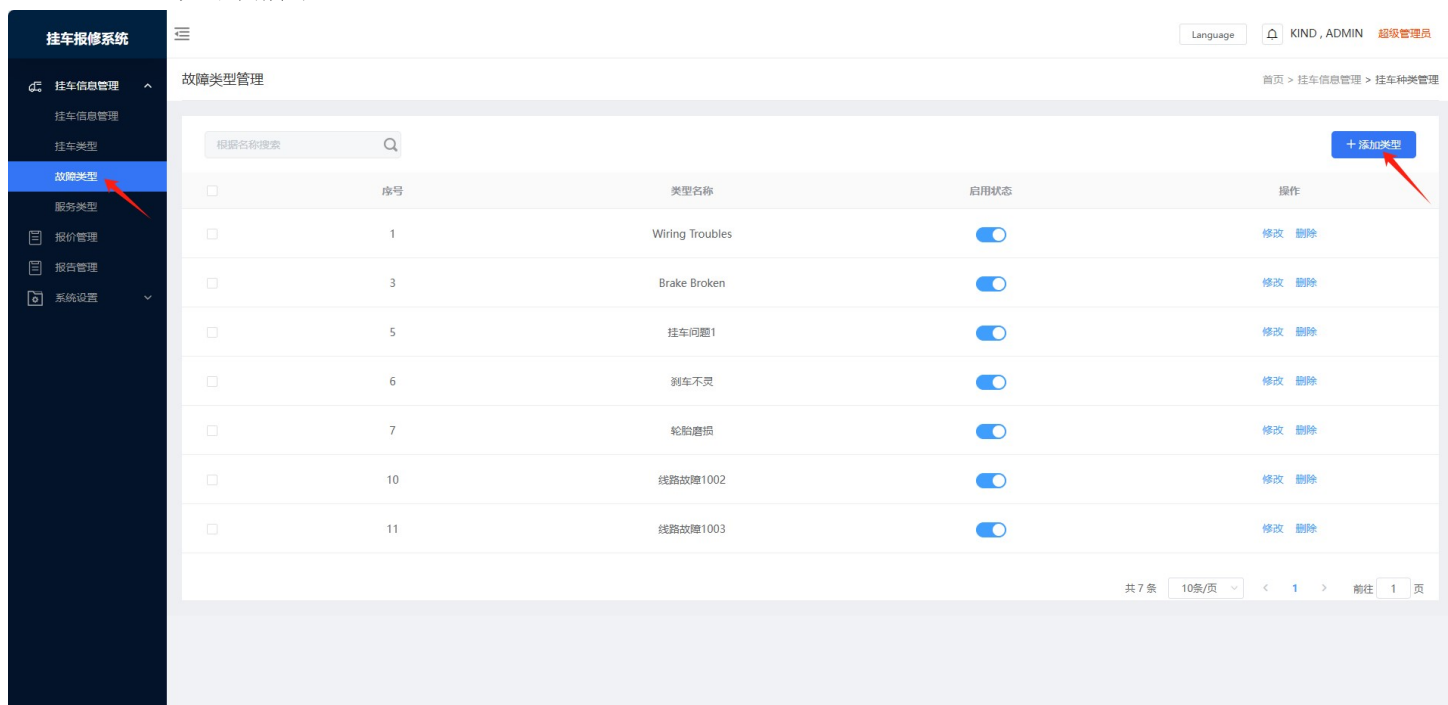 挂车报修系统
Language
KIND , ADMIN 超级管理员
挂车信息管理
挂车信息管理
挂车类型
故障类型
服务类型
报价管理
报告管理
系统设置
故障类型管理
首页 > 挂车信息管理 > 挂车种类管理
根据名称搜索
+ 添加类型
序号 类型名称 启用状态 操作
1 Wiring Troubles 修改 删除
3 Brake Broken 修改 删除
5 挂车问题1 修改 删除
6 刹车不灵 修改 删除
7 轮胎磨损 修改 删除
10 线路故障1002 修改 删除
11 线路故障1003 修改 删除
共 7 条 10条/页 < 1 > 前往 1 页